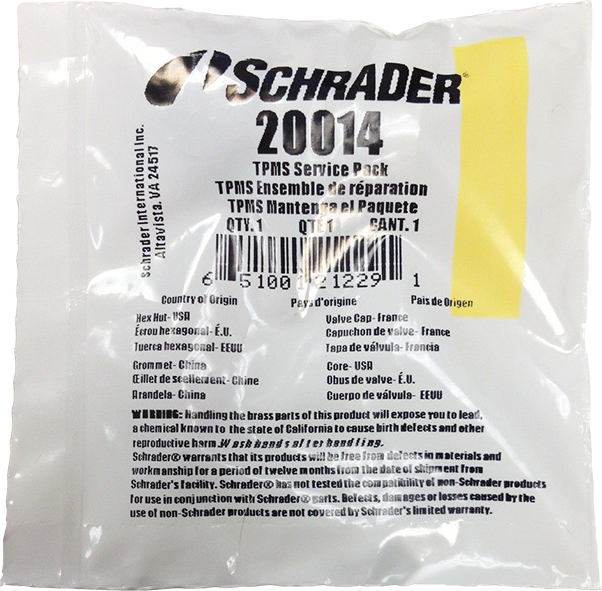 SCHRADER®
20014
TPMS Service Pack
TPMS Ensemble de réparation
TPMS Mantenga el Paquete
QTY. 1 QTÉ 1 CANT. 1
Schrader International Inc.
Altavista, VA 24517
6 51001 21229 1
Country of Origin Pays d'origine Pais de Origen
Hex Nut- USA
Écrou hexagonal- É.U.
Tuerca hexagonal- EEUU
Valve Cap- France
Capuchon de valve- France
Tapa de válvula- Francia
Grommet- China
Œillet de scellement- Chine
Arandela- China
Core- USA
Obus de valve- É.U.
Cuerpo de válvula- EEUU
WARNING: Handling the brass parts of this product will expose you to lead,
a chemical known to the state of California to cause birth defects and other
reproductive harm. Wash hands after handling.
Schrader® warrants that its products will be free from defects in materials and
workmanship for a period of twelve months from the date of shipment from
Schrader's facility. Schrader® has not tested the compatibility of non-Schrader products
for use in conjunction with Schrader® parts. Defects, damages or losses caused by the
use of non-Schrader products are not covered by Schrader's limited warranty.